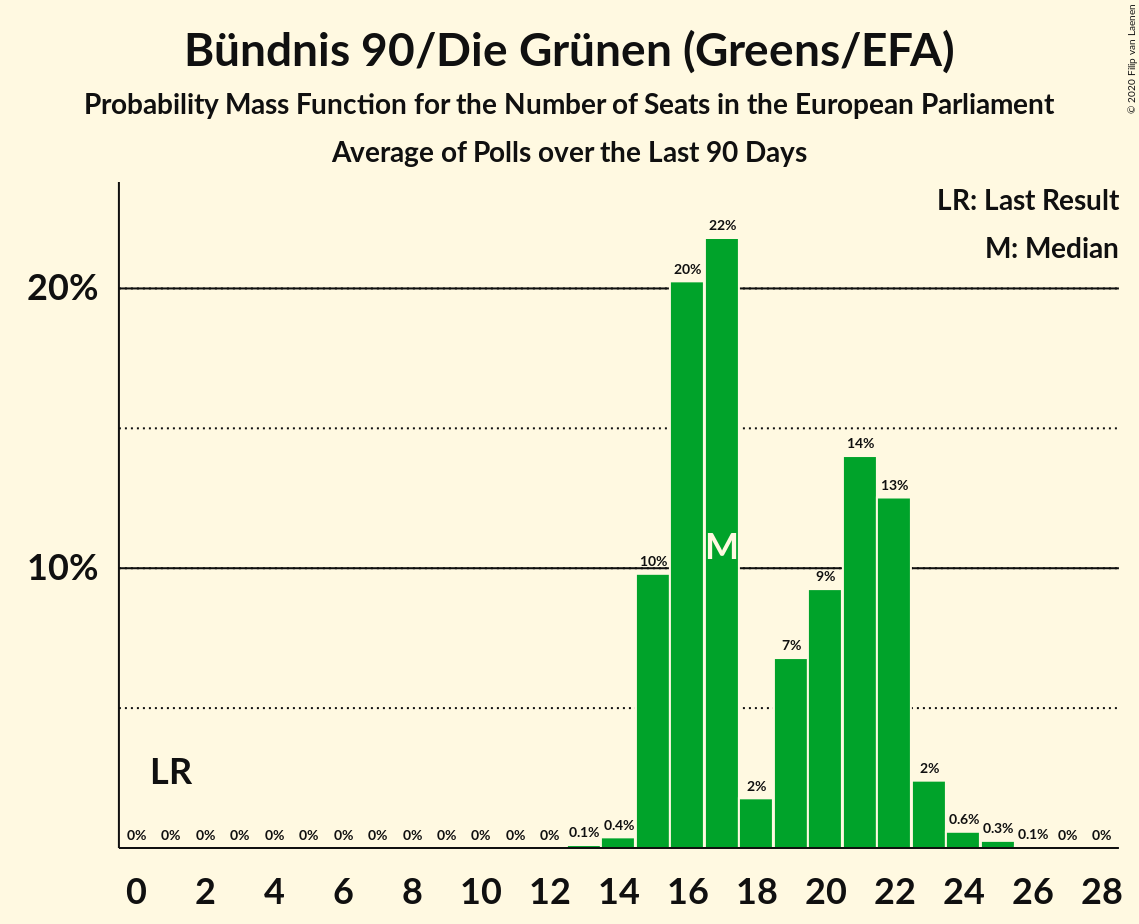 Bündnis 90/Die Grünen (Greens/EFA)
Probability Mass Function for the Number of Seats in the European Parliament
Average of Polls over the Last 90 Days
© 2020 Filip van Laenen
LR: Last Result
M: Median
20%
10%
LR
M
0% 0% 0% 0% 0% 0% 0% 0% 0% 0% 0% 0% 0% 0.1% 0.4% 10% 20% 22% 2% 7% 9% 14% 13% 2% 0.6% 0.3% 0.1% 0% 0%
0 2 4 6 8 10 12 14 16 18 20 22 24 26 28